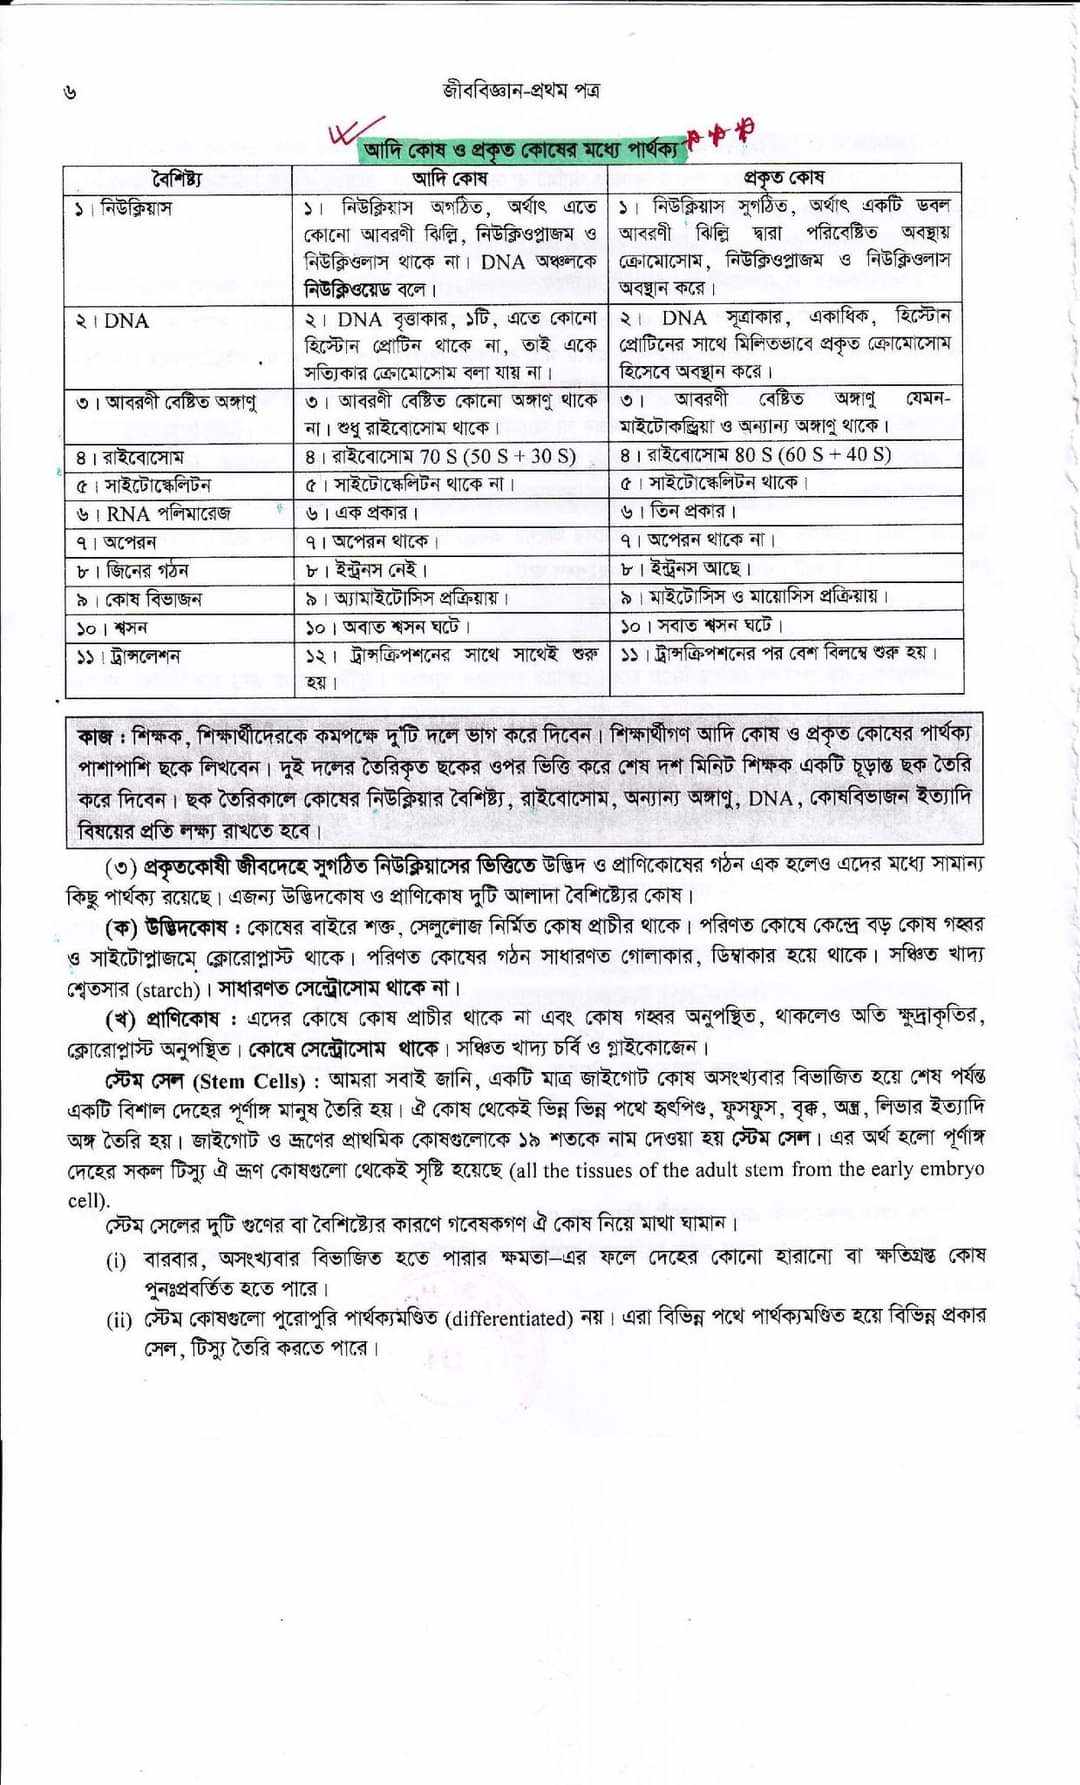 ৬
জীববিজ্ঞান-প্রথম পত্র
আদি কোষ ও প্রকৃত কোষের মধ্যে পার্থক্য
বৈশিষ্ট্য আদি কোষ প্রকৃত কোষ
১। নিউক্লিয়াস ১। নিউক্লিয়াস অগঠিত, অর্থাৎ এতে ১। নিউক্লিয়াস সুগঠিত, অর্থাৎ একটি ডবল
কোনো আবরণী ঝিল্লি, নিউক্লিওপ্লাজম ও আবরণী ঝিল্লি দ্বারা পরিবেষ্টিত অবস্থায়
নিউক্লিওলাস থাকে না। DNA অঞ্চলকে ক্রোমোসোম, নিউক্লিওপ্লাজম ও নিউক্লিওলাস
নিউক্লিওয়েড বলে। অবস্থান করে।
২। DNA ২। DNA বৃত্তাকার, ১টি, এতে কোনো ২। DNA সূত্রাকার, একাধিক, হিস্টোন
হিস্টোন প্রোটিন থাকে না, তাই একে প্রোটিনের সাথে মিলিতভাবে প্রকৃত ক্রোমোসোম
সত্যিকার ক্রোমোসোম বলা যায় না। হিসেবে অবস্থান করে।
৩। আবরণী বেষ্টিত অঙ্গাণু ৩। আবরণী বেষ্টিত কোনো অঙ্গাণু থাকে ৩। আবরণী বেষ্টিত অঙ্গাণু যেমন-
না। শুধু রাইবোসোম থাকে। মাইটোকন্ড্রিয়া ও অন্যান্য অঙ্গাণু থাকে।
৪। রাইবোসোম ৪। রাইবোসোম 70 S (50 S + 30 S) ৪। রাইবোসোম 80 S (60 S + 40 S)
৫। সাইটোস্কেলিটন ৫। সাইটোস্কেলিটন থাকে না। ৫। সাইটোস্কেলিটন থাকে।
৬। RNA পলিমারেজ ৬। এক প্রকার। ৬। তিন প্রকার।
৭। অপেরন ৭। অপেরন থাকে। ৭। অপেরন থাকে না।
৮। জিনের গঠন ৮। ইন্ট্রনস নেই। ৮। ইন্ট্রনস আছে।
৯। কোষ বিভাজন ৯। অ্যামাইটোসিস প্রক্রিয়ায়। ৯। মাইটোসিস ও মায়োসিস প্রক্রিয়ায়।
১০। শ্বসন ১০। অবাত শ্বসন ঘটে। ১০। সবাত শ্বসন ঘটে।
১১। ট্রান্সলেশন ১২। ট্রান্সক্রিপশনের সাথে সাথেই শুরু ১১। ট্রান্সক্রিপশনের পর বেশ বিলম্বে শুরু হয়।
হয়।
কাজ : শিক্ষক, শিক্ষার্থীদেরকে কমপক্ষে দু'টি দলে ভাগ করে দিবেন। শিক্ষার্থীগণ আদি কোষ ও প্রকৃত কোষের পার্থক্য
পাশাপাশি ছকে লিখবেন। দুই দলের তৈরিকৃত ছকের ওপর ভিত্তি করে শেষ দশ মিনিট শিক্ষক একটি চূড়ান্ত ছক তৈরি
করে দিবেন। ছক তৈরিকালে কোষের নিউক্লিয়ার বৈশিষ্ট্য, রাইবোসোম, অন্যান্য অঙ্গাণু, DNA, কোষবিভাজন ইত্যাদি
বিষয়ের প্রতি লক্ষ্য রাখতে হবে।
(৩) প্রকৃতকোষী জীবদেহে সুগঠিত নিউক্লিয়াসের ভিত্তিতে উদ্ভিদ ও প্রাণিকোষের গঠন এক হলেও এদের মধ্যে সামান্য
কিছু পার্থক্য রয়েছে। এজন্য উদ্ভিদকোষ ও প্রাণিকোষ দুটি আলাদা বৈশিষ্ট্যের কোষ।
(ক) উদ্ভিদকোষ : কোষের বাইরে শক্ত, সেলুলোজ নির্মিত কোষ প্রাচীর থাকে। পরিণত কোষে কেন্দ্রে বড় কোষ গহ্বর
ও সাইটোপ্লাজমে ক্লোরোপ্লাস্ট থাকে। পরিণত কোষের গঠন সাধারণত গোলাকার, ডিম্বাকার হয়ে থাকে। সঞ্চিত খাদ্য
শ্বেতসার (starch)। সাধারণত সেন্ট্রোসোম থাকে না।
(খ) প্রাণিকোষ : এদের কোষে কোষ প্রাচীর থাকে না এবং কোষ গহ্বর অনুপস্থিত, থাকলেও অতি ক্ষুদ্রাকৃতির,
ক্লোরোপ্লাস্ট অনুপস্থিত। কোষে সেন্ট্রোসোম থাকে। সঞ্চিত খাদ্য চর্বি ও গ্লাইকোজেন।
স্টেম সেল (Stem Cells) : আমরা সবাই জানি, একটি মাত্র জাইগোট কোষ অসংখ্যবার বিভাজিত হয়ে শেষ পর্যন্ত
একটি বিশাল দেহের পূর্ণাঙ্গ মানুষ তৈরি হয়। ঐ কোষ থেকেই ভিন্ন ভিন্ন পথে হৃৎপিণ্ড, ফুসফুস, বৃক্ক, অন্ত্র, লিভার ইত্যাদি
অঙ্গ তৈরি হয়। জাইগোট ও ভ্রূণের প্রাথমিক কোষগুলোকে ১৯ শতকে নাম দেওয়া হয় স্টেম সেল। এর অর্থ হলো পূর্ণাঙ্গ
দেহের সকল টিস্যু ঐ ভ্রূণ কোষগুলো থেকেই সৃষ্টি হয়েছে (all the tissues of the adult stem from the early embryo
cell).
স্টেম সেলের দুটি গুণের বা বৈশিষ্ট্যের কারণে গবেষকগণ ঐ কোষ নিয়ে মাথা ঘামান।
(i) বারবার, অসংখ্যবার বিভাজিত হতে পারার ক্ষমতা–এর ফলে দেহের কোনো হারানো বা ক্ষতিগ্রস্ত কোষ
পুনঃপ্রবর্তিত হতে পারে।
(ii) স্টেম কোষগুলো পুরোপুরি পার্থক্যমণ্ডিত (differentiated) নয়। এরা বিভিন্ন পথে পার্থক্যমণ্ডিত হয়ে বিভিন্ন প্রকার
সেল, টিস্যু তৈরি করতে পারে।